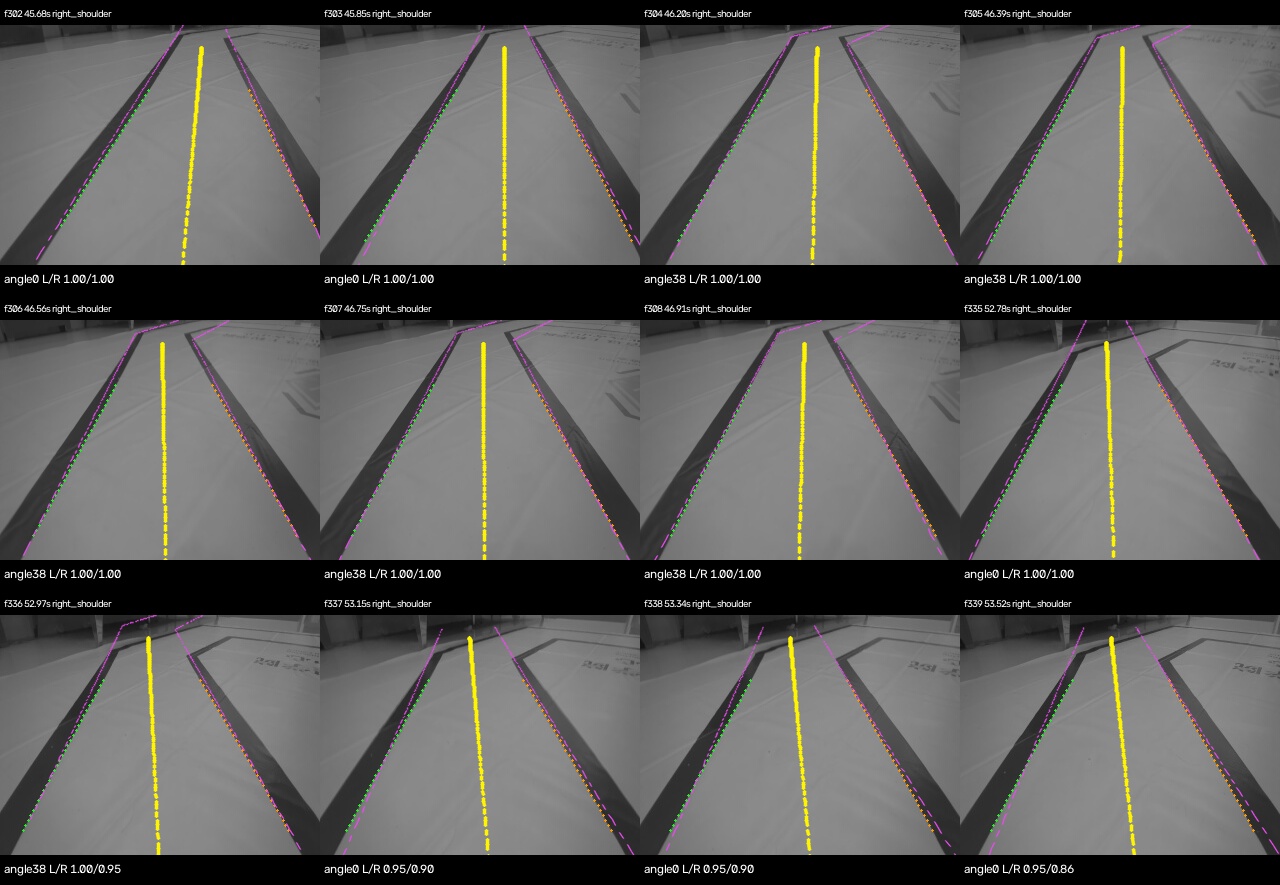 f302 45.68s right_shoulder
f303 45.85s right_shoulder
f304 46.20s right_shoulder
f305 46.39s right_shoulder
angle0 L/R 1.00/1.00
angle0 L/R 1.00/1.00
angle38 L/R 1.00/1.00
angle38 L/R 1.00/1.00
f306 46.56s right_shoulder
f307 46.75s right_shoulder
f308 46.91s right_shoulder
f335 52.78s right_shoulder
angle38 L/R 1.00/1.00
angle38 L/R 1.00/1.00
angle38 L/R 1.00/1.00
angle0 L/R 1.00/1.00
f336 52.97s right_shoulder
f337 53.15s right_shoulder
f338 53.34s right_shoulder
f339 53.52s right_shoulder
angle38 L/R 1.00/0.95
angle0 L/R 0.95/0.90
angle0 L/R 0.95/0.90
angle0 L/R 0.95/0.86